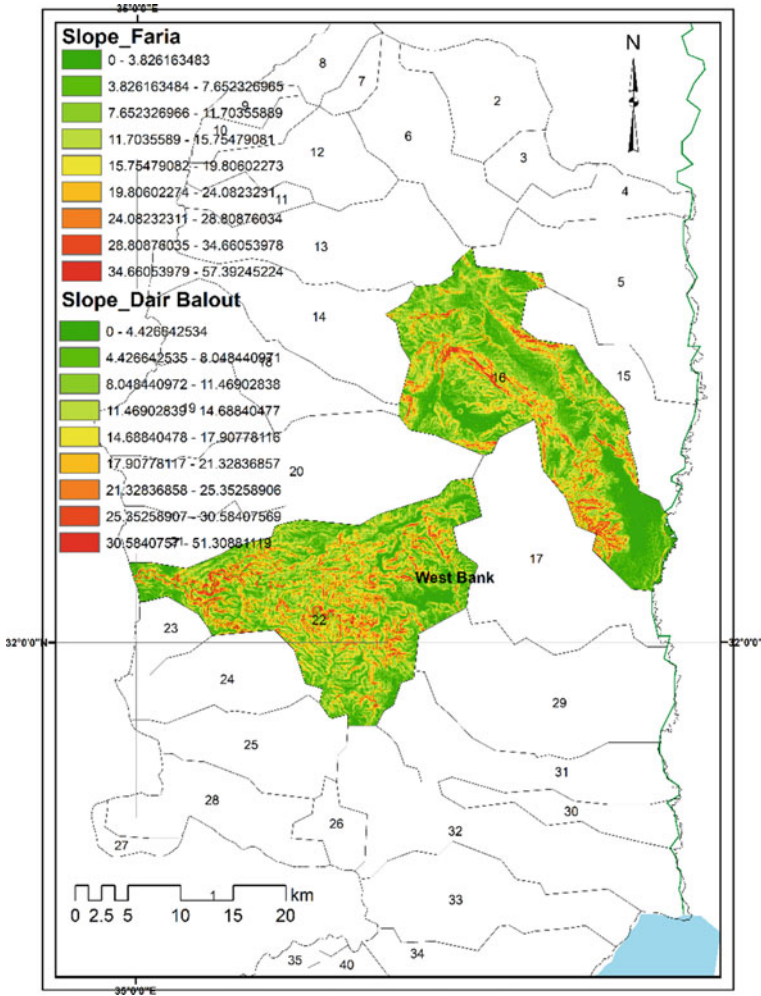 35°0'0"E
Slope_Faria
0 - 3.826163483
3.826163484 - 7.652326965
7.652326966 - 11.70355889
11.7035589 - 15.75479081
15.75479082 - 19.80602273
19.80602274 - 24.0823231
24.08232311 - 28.80876034
28.80876035 - 34.66053978
34.66053979 - 57.39245224
Slope_Dair Balout
0 - 4.426642534
4.426642535 - 8.048440971
8.048440972 - 11.46902838
11.46902839 - 14.68840477
14.68840478 - 17.90778116
17.90778117 - 21.32836857
21.32836858 - 25.35258906
25.35258907 - 30.58407569
30.5840757 - 51.30881119
N
8
7
2
9
10
6
12
3
4
11
13
5
14
18
16
15
19
20
21
17
West Bank
22
23
32°0'0"N
32°0'0"
24
29
25
31
28
30
26
32
27
1
km
0 2.5 5 10 15 20
33
34
35
40
35°0'0"E